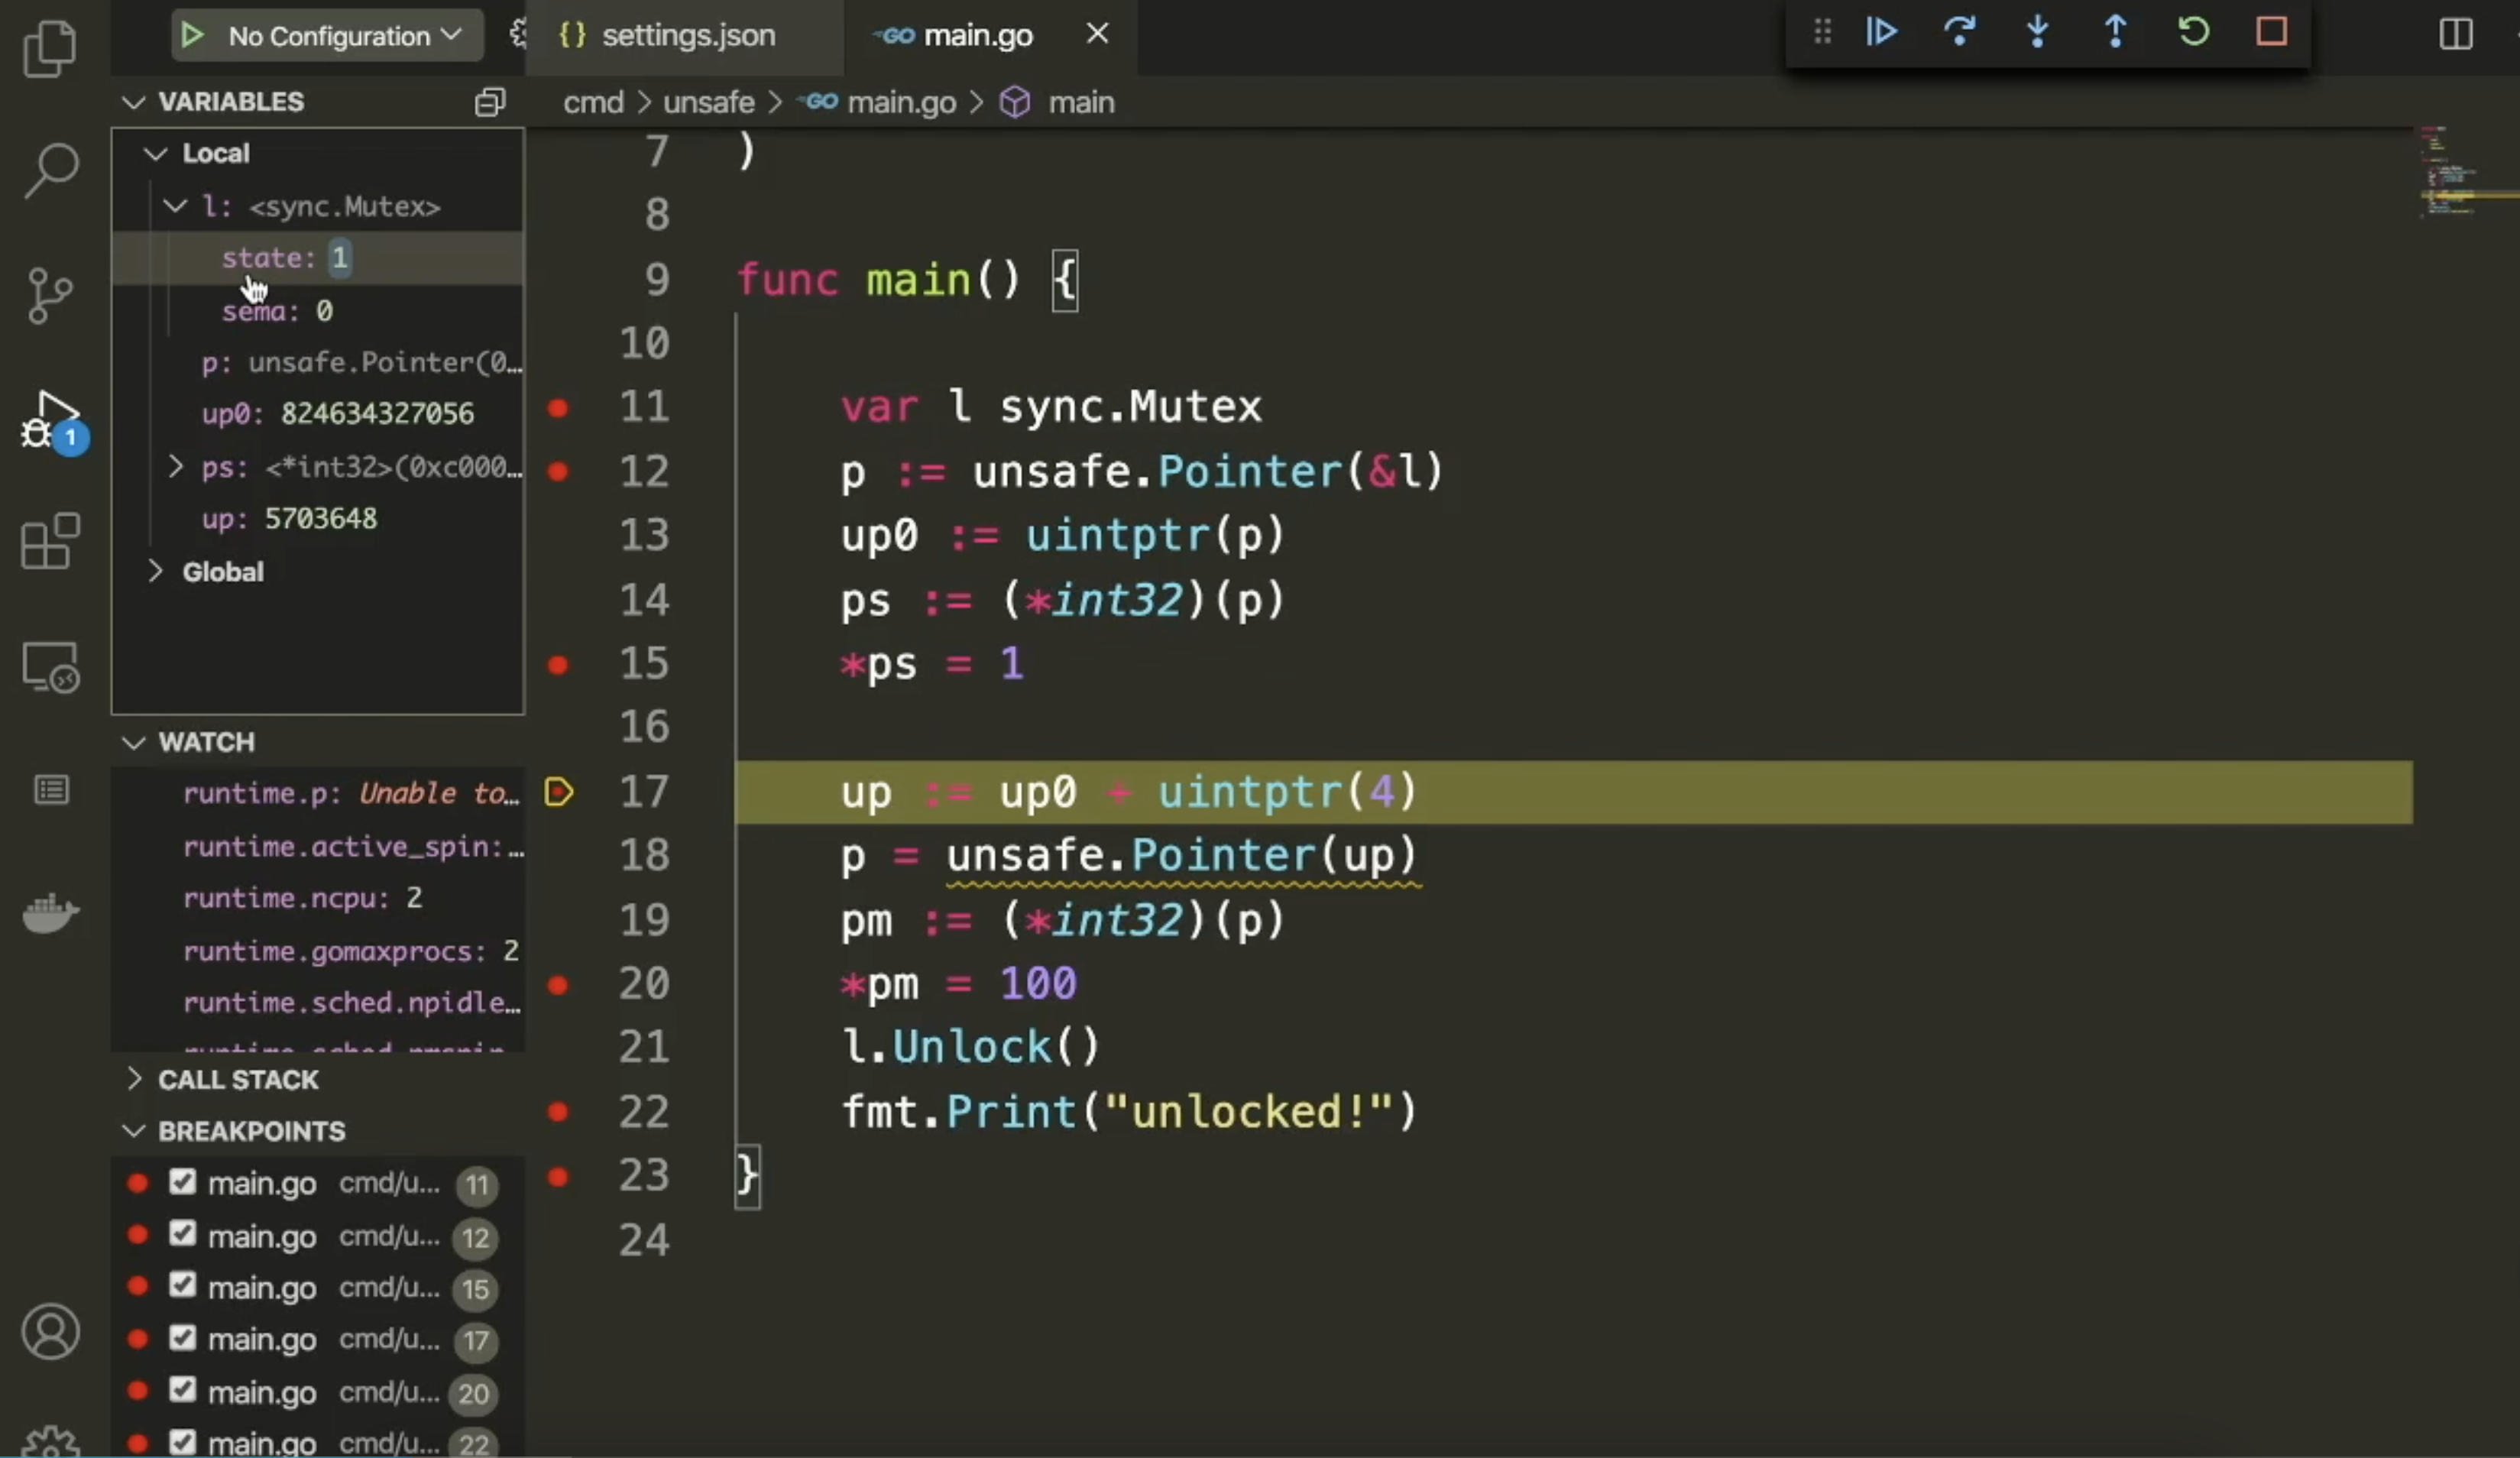 No Configuration
settings.json
main.go
VARIABLES
cmd > unsafe > main.go > main
Local
l: <sync.Mutex>
state: 1
sema: 0
p: unsafe.Pointer(0…
up0: 824634327056
ps: <*int32>(0xc000…
up: 5703648
Global
1
WATCH
runtime.p: Unable to…
runtime.active_spin:…
runtime.ncpu: 2
runtime.gomaxprocs: 2
runtime.sched.npidle…
CALL STACK
BREAKPOINTS
main.go cmd/u… 11
main.go cmd/u… 12
main.go cmd/u… 15
main.go cmd/u… 17
main.go cmd/u… 20
main.go cmd/u… 22
7 )
8
9 func main() {
10
11 var l sync.Mutex
12 p := unsafe.Pointer(&l)
13 up0 := uintptr(p)
14 ps := (*int32)(p)
15 *ps = 1
16
17 up := up0 + uintptr(4)
18 p = unsafe.Pointer(up)
19 pm := (*int32)(p)
20 *pm = 100
21 l.Unlock()
22 fmt.Print("unlocked!")
23 }
24